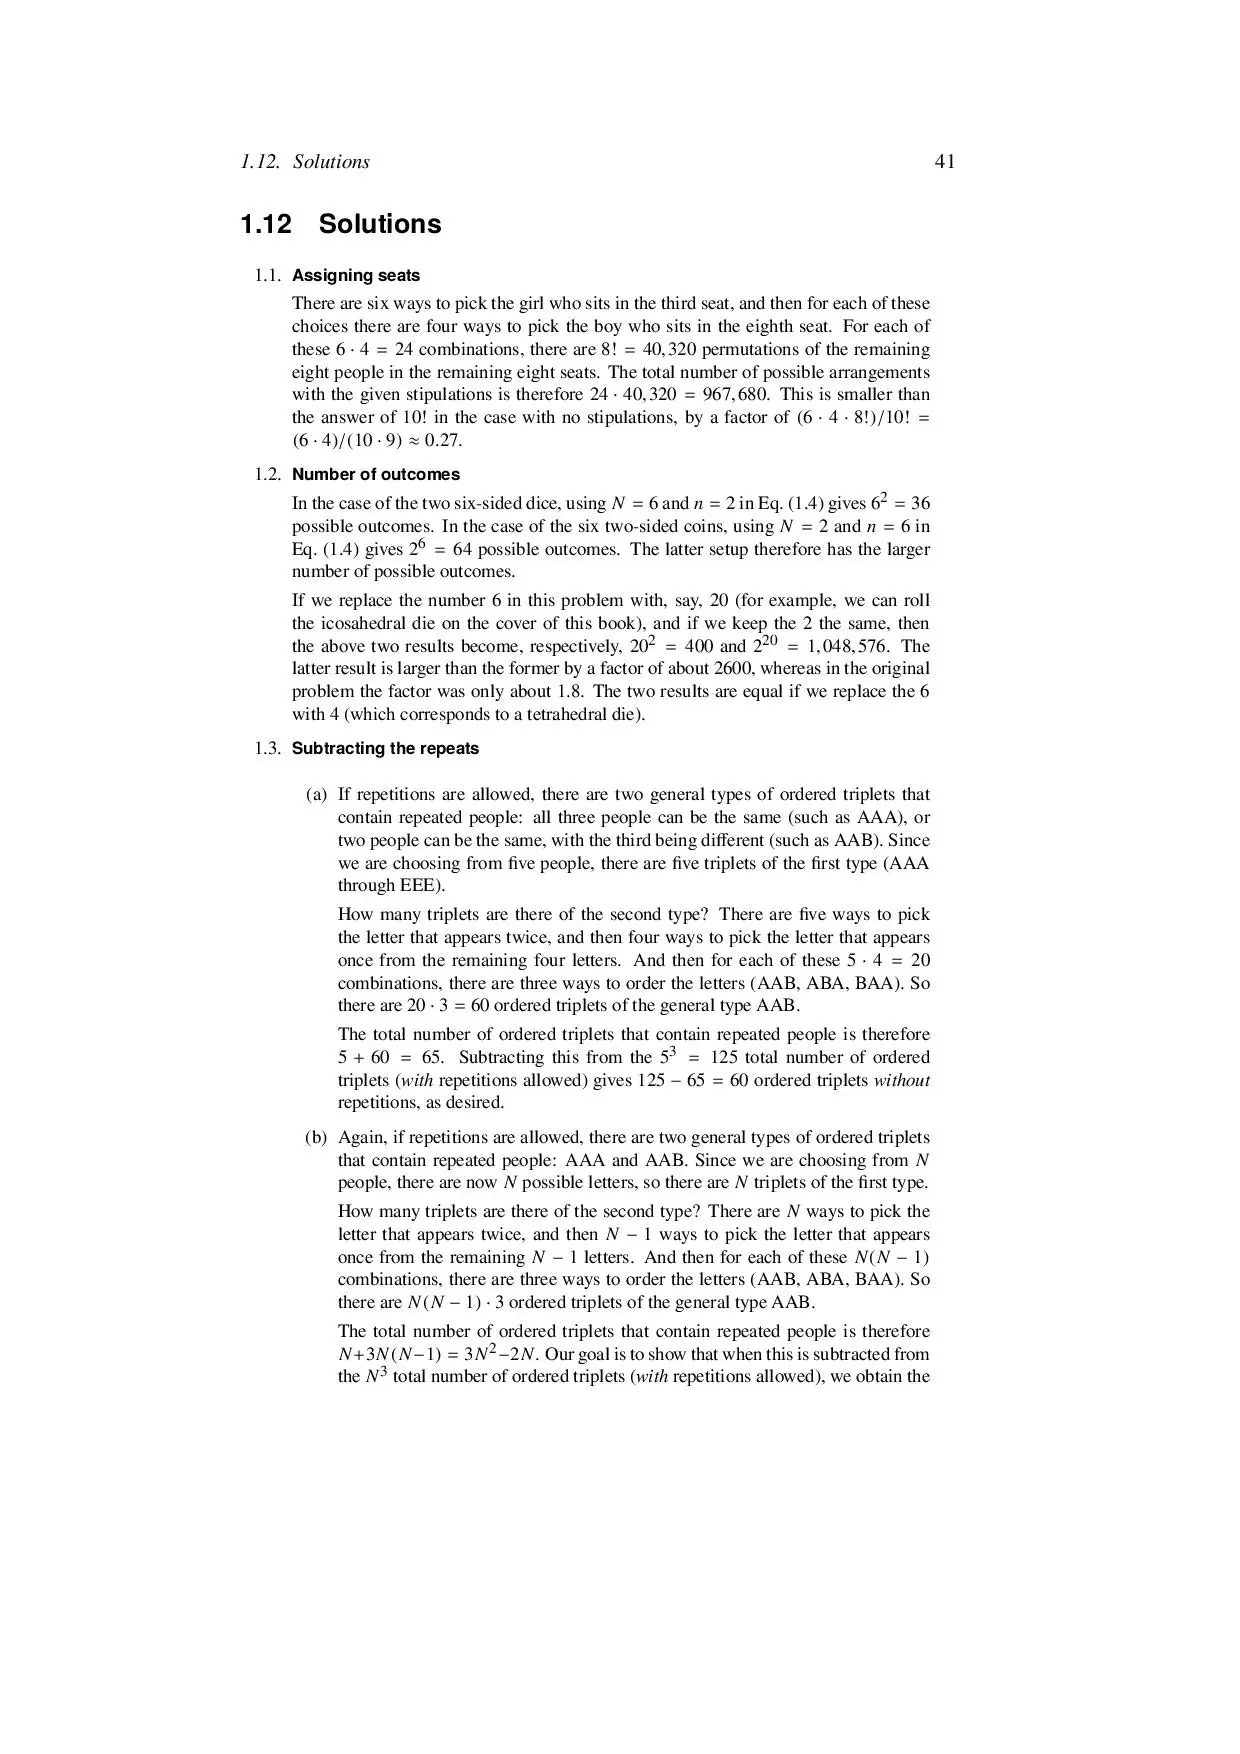 1.12. Solutions 41
1.12 Solutions
1.1. Assigning seats
There are six ways to pick the girl who sits in the third seat, and then for each of these
choices there are four ways to pick the boy who sits in the eighth seat. For each of
these 6 · 4 = 24 combinations, there are 8! = 40,320 permutations of the remaining
eight people in the remaining eight seats. The total number of possible arrangements
with the given stipulations is therefore 24 · 40,320 = 967,680. This is smaller than
the answer of 10! in the case with no stipulations, by a factor of (6 · 4 · 8!)/10! =
(6 · 4)/(10 · 9) ≈ 0.27.
1.2. Number of outcomes
In the case of the two six-sided dice, using N = 6 and n = 2 in Eq. (1.4) gives 6² = 36
possible outcomes. In the case of the six two-sided coins, using N = 2 and n = 6 in
Eq. (1.4) gives 2⁶ = 64 possible outcomes. The latter setup therefore has the larger
number of possible outcomes.
If we replace the number 6 in this problem with, say, 20 (for example, we can roll
the icosahedral die on the cover of this book), and if we keep the 2 the same, then
the above two results become, respectively, 20² = 400 and 2²⁰ = 1,048,576. The
latter result is larger than the former by a factor of about 2600, whereas in the original
problem the factor was only about 1.8. The two results are equal if we replace the 6
with 4 (which corresponds to a tetrahedral die).
1.3. Subtracting the repeats
(a) If repetitions are allowed, there are two general types of ordered triplets that
contain repeated people: all three people can be the same (such as AAA), or
two people can be the same, with the third being different (such as AAB). Since
we are choosing from five people, there are five triplets of the first type (AAA
through EEE).
How many triplets are there of the second type? There are five ways to pick
the letter that appears twice, and then four ways to pick the letter that appears
once from the remaining four letters. And then for each of these 5 · 4 = 20
combinations, there are three ways to order the letters (AAB, ABA, BAA). So
there are 20 · 3 = 60 ordered triplets of the general type AAB.
The total number of ordered triplets that contain repeated people is therefore
5 + 60 = 65. Subtracting this from the 5³ = 125 total number of ordered
triplets (with repetitions allowed) gives 125 − 65 = 60 ordered triplets without
repetitions, as desired.
(b) Again, if repetitions are allowed, there are two general types of ordered triplets
that contain repeated people: AAA and AAB. Since we are choosing from N
people, there are now N possible letters, so there are N triplets of the first type.
How many triplets are there of the second type? There are N ways to pick the
letter that appears twice, and then N − 1 ways to pick the letter that appears
once from the remaining N − 1 letters. And then for each of these N(N − 1)
combinations, there are three ways to order the letters (AAB, ABA, BAA). So
there are N(N − 1) · 3 ordered triplets of the general type AAB.
The total number of ordered triplets that contain repeated people is therefore
N+3N(N−1) = 3N²−2N. Our goal is to show that when this is subtracted from
the N³ total number of ordered triplets (with repetitions allowed), we obtain the